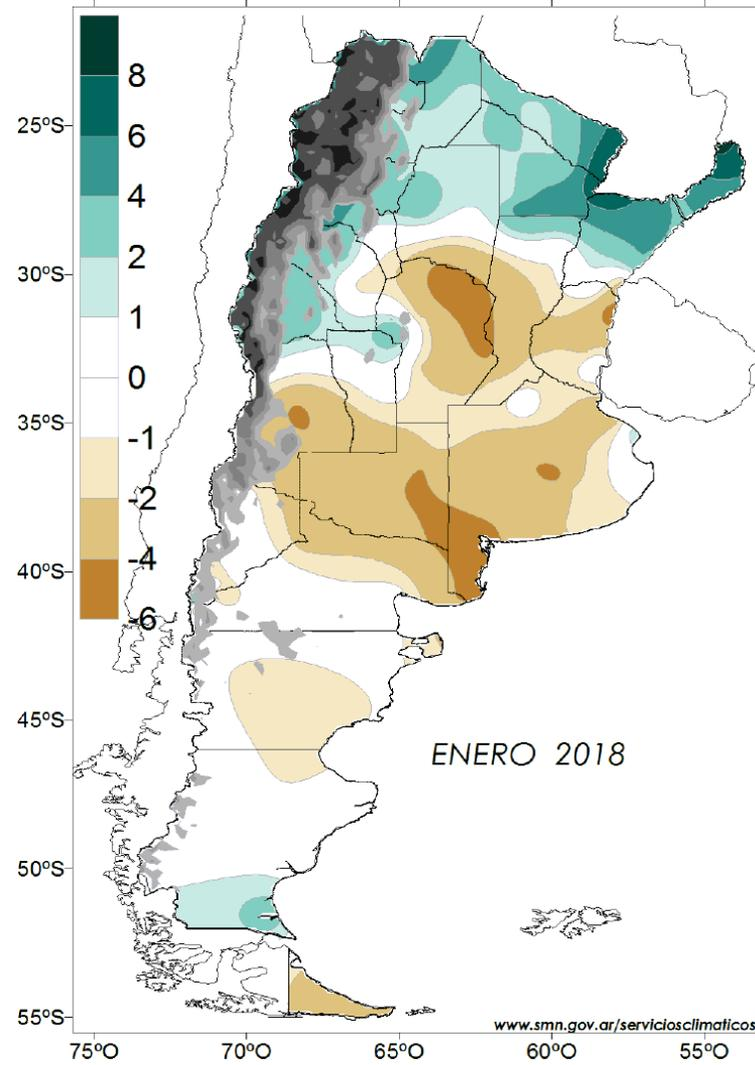 8
6
4
2
1
0
-1
-2
-4
-6
25ºS
30ºS
35ºS
40ºS
45ºS
50ºS
55ºS
ENERO 2018
www.smn.gov.ar/serviciosclimaticos
75ºO
70ºO
65ºO
60ºO
55ºO